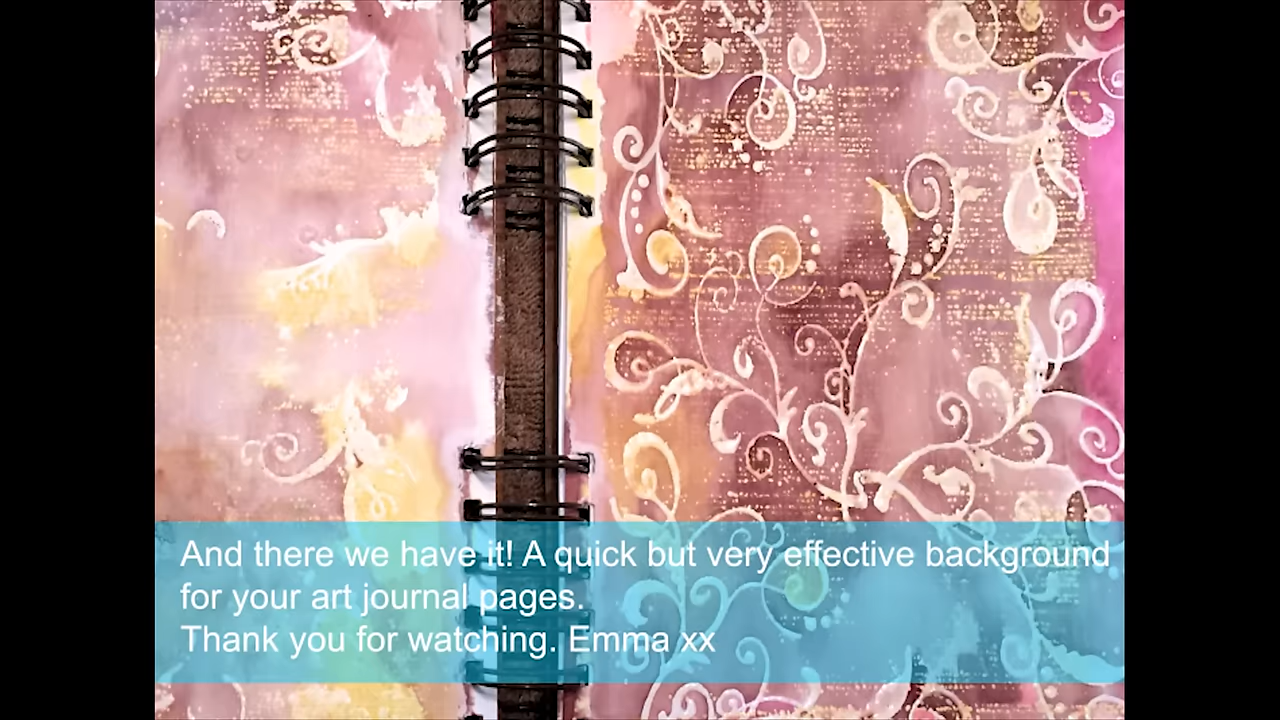 And there we have it! A quick but very effective background
for your art journal pages.
Thank you for watching. Emma xx